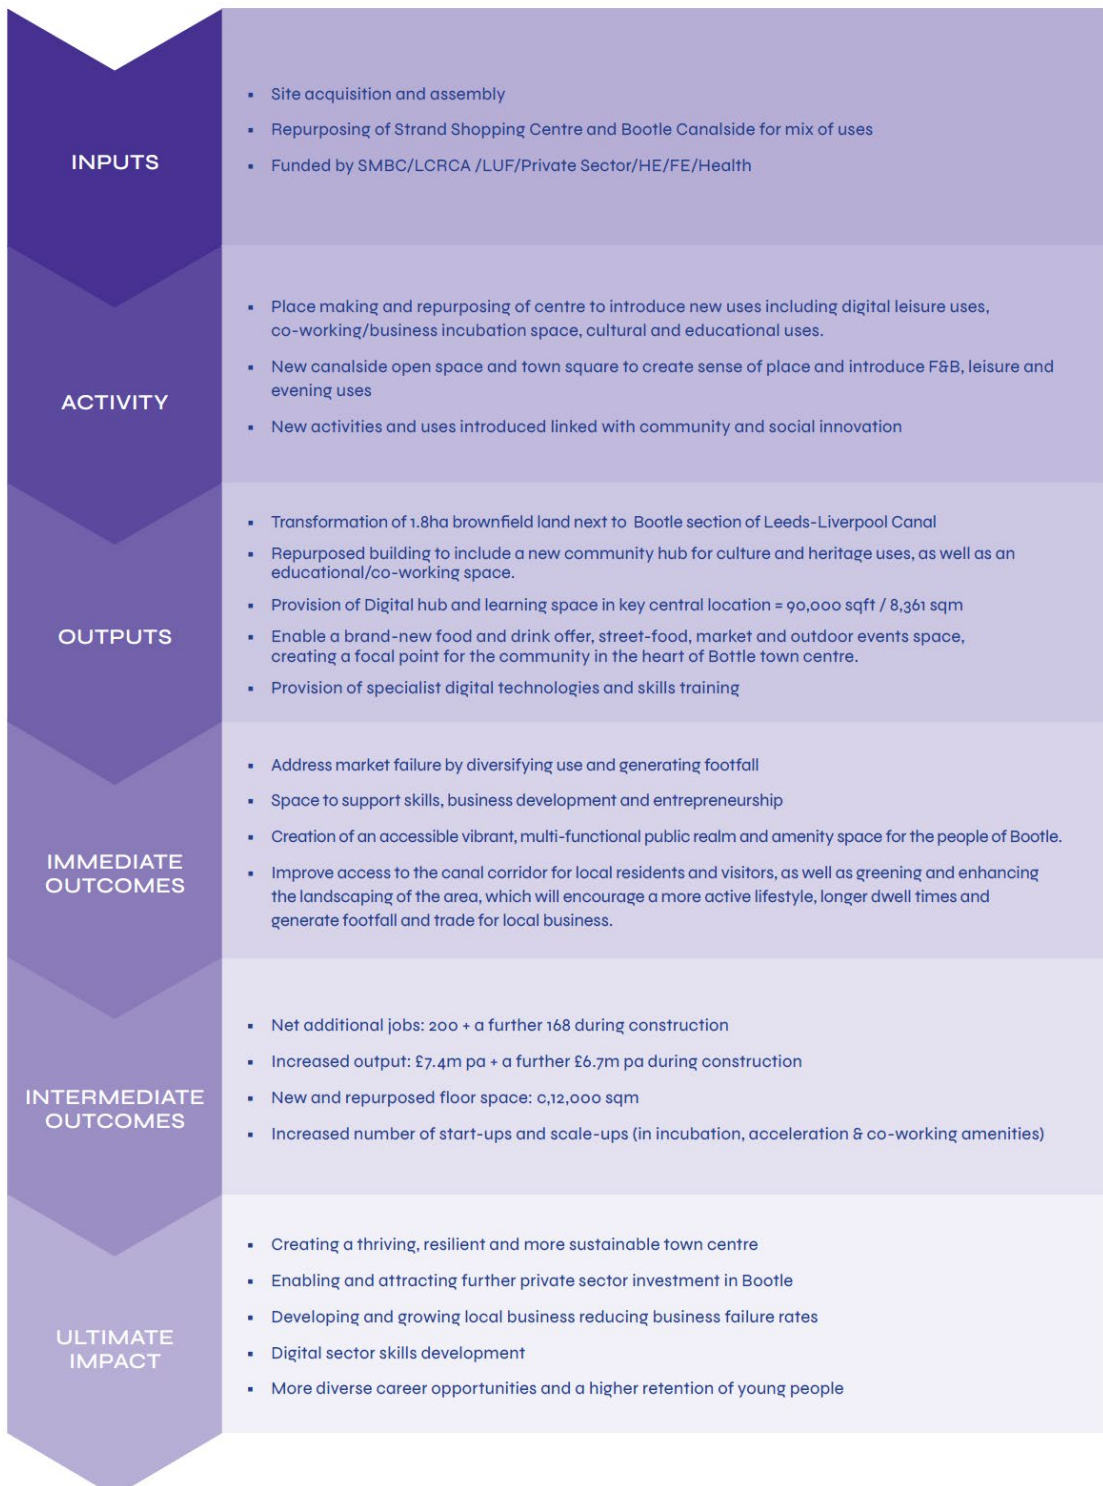 INPUTS
▪ Site acquisition and assembly
▪ Repurposing of Strand Shopping Centre and Bootle Canalside for mix of uses
▪ Funded by SMBC/LCRCA /LUF/Private Sector/HE/FE/Health
ACTIVITY
▪ Place making and repurposing of centre to introduce new uses including digital leisure uses,
co-working/business incubation space, cultural and educational uses.
▪ New canalside open space and town square to create sense of place and introduce F&B, leisure and
evening uses
▪ New activities and uses introduced linked with community and social innovation
OUTPUTS
▪ Transformation of 1.8ha brownfield land next to Bootle section of Leeds-Liverpool Canal
▪ Repurposed building to include a new community hub for culture and heritage uses, as well as an
educational/co-working space.
▪ Provision of Digital hub and learning space in key central location = 90,000 sqft / 8,361 sqm
▪ Enable a brand-new food and drink offer, street-food, market and outdoor events space,
creating a focal point for the community in the heart of Bottle town centre.
▪ Provision of specialist digital technologies and skills training
IMMEDIATE
OUTCOMES
▪ Address market failure by diversifying use and generating footfall
▪ Space to support skills, business development and entrepreneurship
▪ Creation of an accessible vibrant, multi-functional public realm and amenity space for the people of Bootle.
▪ Improve access to the canal corridor for local residents and visitors, as well as greening and enhancing
the landscaping of the area, which will encourage a more active lifestyle, longer dwell times and
generate footfall and trade for local business.
INTERMEDIATE
OUTCOMES
▪ Net additional jobs: 200 + a further 168 during construction
▪ Increased output: £7.4m pa + a further £6.7m pa during construction
▪ New and repurposed floor space: c,12,000 sqm
▪ Increased number of start-ups and scale-ups (in incubation, acceleration & co-working amenities)
ULTIMATE
IMPACT
▪ Creating a thriving, resilient and more sustainable town centre
▪ Enabling and attracting further private sector investment in Bootle
▪ Developing and growing local business reducing business failure rates
▪ Digital sector skills development
▪ More diverse career opportunities and a higher retention of young people